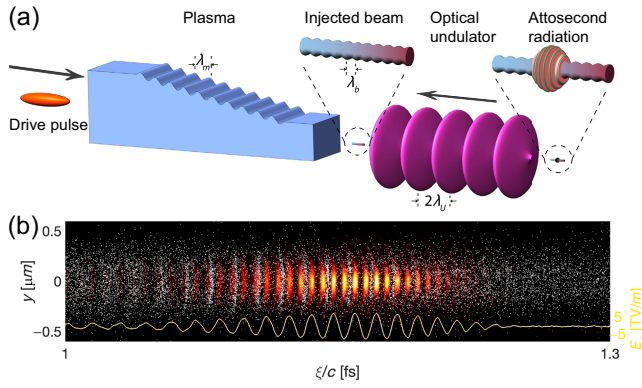 (a)
Plasma
Injected beam
Optical
undulator
Attosecond
radiation
λm
λb
Drive pulse
2λU
(b)
0.5
0
-0.5
y [μm]
5
-5
E [TV/m]
1
1.3
ξ/c [fs]